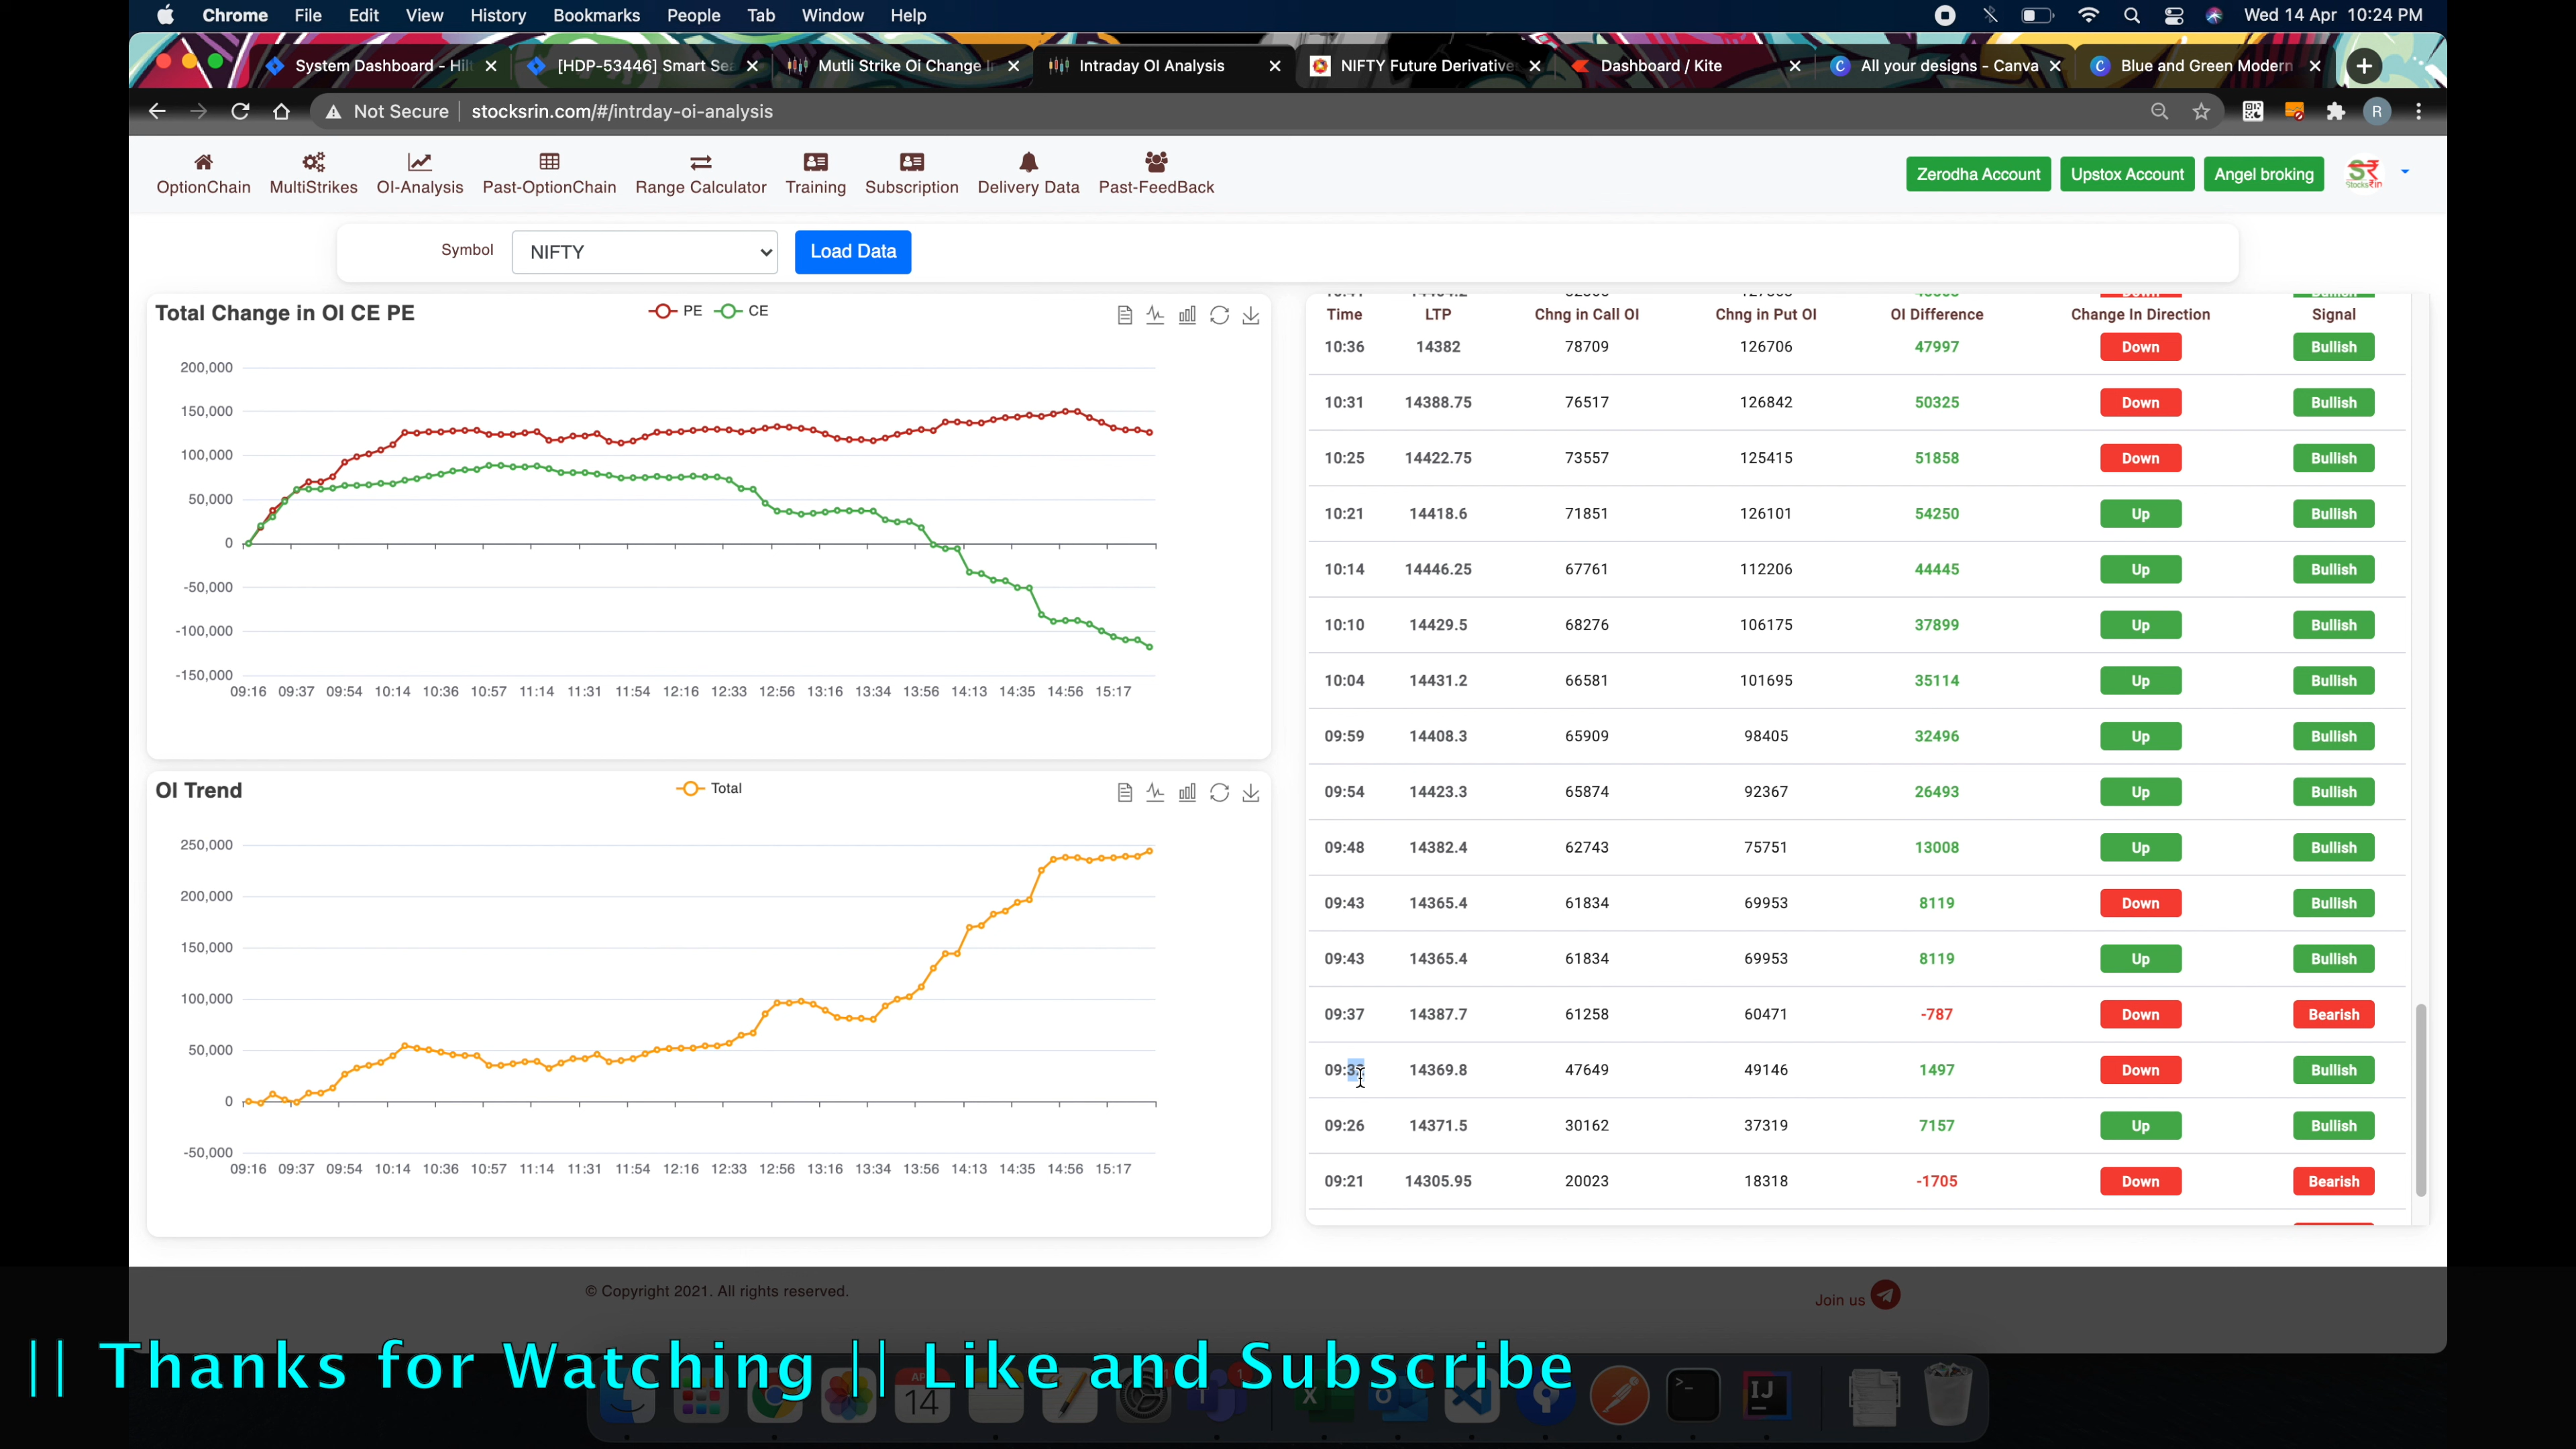 Chrome File Edit View History Bookmarks People Tab Window Help Wed 14 Apr 10:24 PM
System Dashboard - Hilt [HDP-53446] Smart Sea Mutli Strike Oi Change I Intraday OI Analysis NIFTY Future Derivative Dashboard / Kite All your designs - Canva Blue and Green Modern
Not Secure stocksrin.com/#/intrday-oi-analysis R
OptionChain MultiStrikes OI-Analysis Past-OptionChain Range Calculator Training Subscription Delivery Data Past-FeedBack Zerodha Account Upstox Account Angel broking
Symbol NIFTY Load Data
Total Change in OI CE PE PE CE
200,000
150,000
100,000
50,000
0
-50,000
-100,000
-150,000
09:16 09:37 09:54 10:14 10:36 10:57 11:14 11:31 11:54 12:16 12:33 12:56 13:16 13:34 13:56 14:13 14:35 14:56 15:17
OI Trend Total
250,000
200,000
150,000
100,000
50,000
0
-50,000
09:16 09:37 09:54 10:14 10:36 10:57 11:14 11:31 11:54 12:16 12:33 12:56 13:16 13:34 13:56 14:13 14:35 14:56 15:17
Time LTP Chng in Call OI Chng in Put OI OI Difference Change In Direction Signal
10:36 14382 78709 126706 47997 Down Bullish
10:31 14388.75 76517 126842 50325 Down Bullish
10:25 14422.75 73557 125415 51858 Down Bullish
10:21 14418.6 71851 126101 54250 Up Bullish
10:14 14446.25 67761 112206 44445 Up Bullish
10:10 14429.5 68276 106175 37899 Up Bullish
10:04 14431.2 66581 101695 35114 Up Bullish
09:59 14408.3 65909 98405 32496 Up Bullish
09:54 14423.3 65874 92367 26493 Up Bullish
09:48 14382.4 62743 75751 13008 Up Bullish
09:43 14365.4 61834 69953 8119 Down Bullish
09:43 14365.4 61834 69953 8119 Up Bullish
09:37 14387.7 61258 60471 -787 Down Bearish
14369.8 47649 49146 1497 Down Bullish
09:26 14371.5 30162 37319 7157 Up Bullish
09:21 14305.95 20023 18318 -1705 Down Bearish
© Copyright 2021. All rights reserved. Join us
|| Thanks for Watching || Like and Subscribe
14
IJ